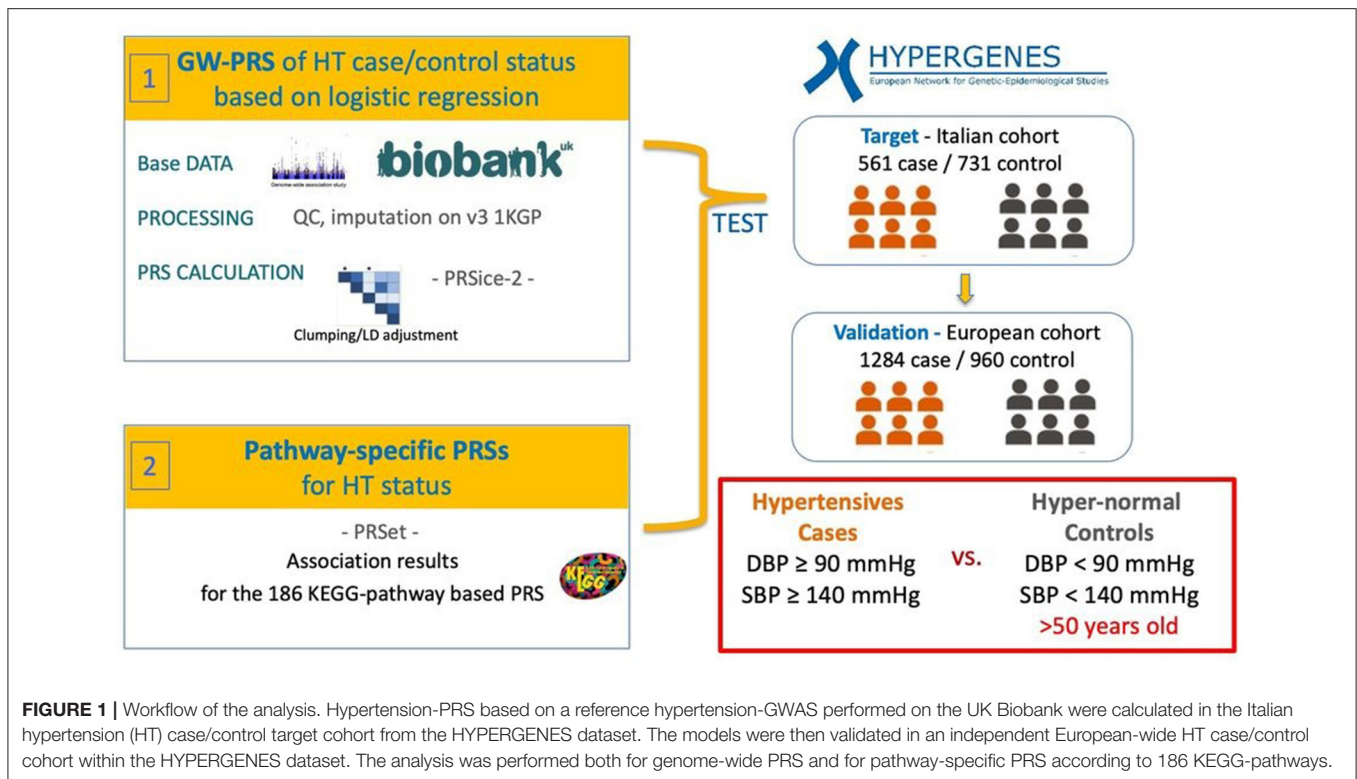 1
GW-PRS of HT case/control status
based on logistic regression
Base DATA
Genome-wide association study
biobank uk
PROCESSING
QC, imputation on v3 1KGP
PRS CALCULATION
- PRSice-2 -
Clumping/LD adjustment
2
Pathway-specific PRSs
for HT status
- PRSet -
Association results
for the 186 KEGG-pathway based PRS
KEGG
TEST
HYPERGENES
European Network for Genetic-Epidemiological Studies
Target - Italian cohort
561 case / 731 control
Validation - European cohort
1284 case / 960 control
Hypertensives
Cases
DBP ≥ 90 mmHg
SBP ≥ 140 mmHg
vs.
Hyper-normal
Controls
DBP < 90 mmHg
SBP < 140 mmHg
>50 years old
FIGURE 1 | Workflow of the analysis. Hypertension-PRS based on a reference hypertension-GWAS performed on the UK Biobank were calculated in the Italian
hypertension (HT) case/control target cohort from the HYPERGENES dataset. The models were then validated in an independent European-wide HT case/control
cohort within the HYPERGENES dataset. The analysis was performed both for genome-wide PRS and for pathway-specific PRS according to 186 KEGG-pathways.